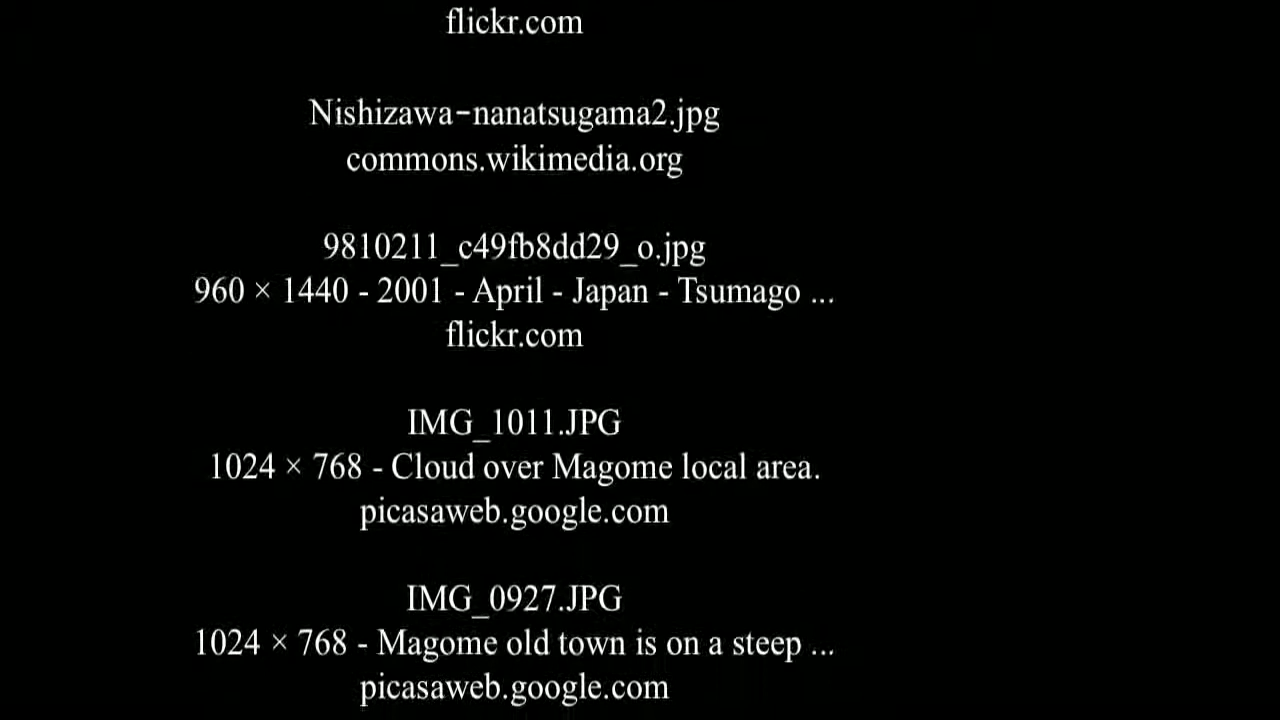 flickr.com
Nishizawa-nanatsugama2.jpg
commons.wikimedia.org
9810211_c49fb8dd29_o.jpg
960 × 1440 - 2001 - April - Japan - Tsumago ...
flickr.com
IMG_1011.JPG
1024 × 768 - Cloud over Magome local area.
picasaweb.google.com
IMG_0927.JPG
1024 × 768 - Magome old town is on a steep ...
picasaweb.google.com